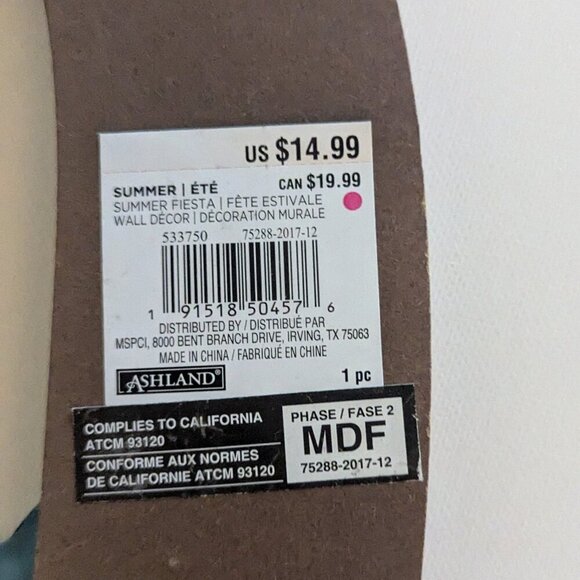 US $14.99
SUMMER | ÉTÉ CAN $19.99
SUMMER FIESTA | FÊTE ESTIVALE
WALL DÉCOR | DÉCORATION MURALE
533750 75288-2017-12
1 91518 50457 6
DISTRIBUTED BY / DISTRIBUÉ PAR
MSPCI, 8000 BENT BRANCH DRIVE, IRVING, TX 75063
MADE IN CHINA / FABRIQUÉ EN CHINE
ASHLAND® 1 pc
COMPLIES TO CALIFORNIA
ATCM 93120
CONFORME AUX NORMES
DE CALIFORNIE ATCM 93120
PHASE / FASE 2
MDF
75288-2017-12